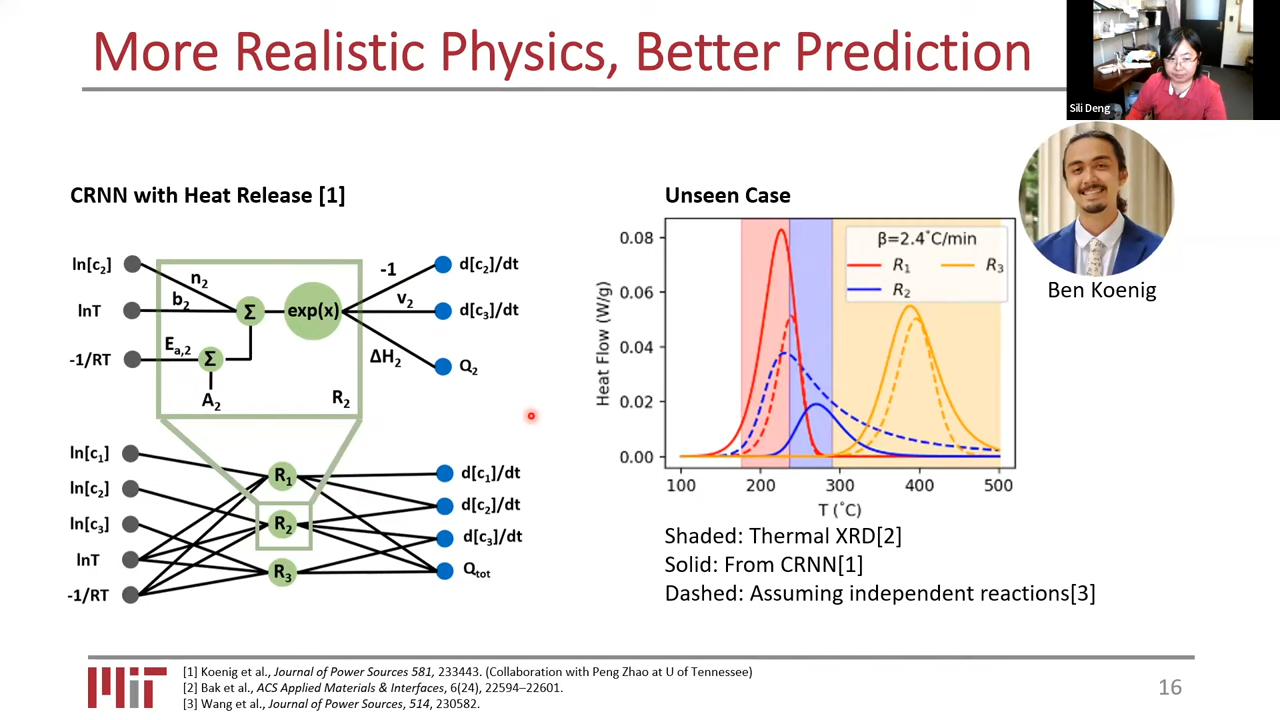 More Realistic Physics, Better Prediction
Sili Deng
CRNN with Heat Release [1]
ln[c₂]
lnT
-1/RT
n₂
b₂
Eₐ,₂
Σ
Σ
A₂
exp(x)
R₂
-1
v₂
ΔH₂
d[c₂]/dt
d[c₃]/dt
Q₂
ln[c₁]
ln[c₂]
ln[c₃]
lnT
-1/RT
R₁
R₂
R₃
d[c₁]/dt
d[c₂]/dt
d[c₃]/dt
Qtot
Unseen Case
β=2.4°C/min
R₁
R₃
R₂
Heat Flow (W/g)
0.08
0.06
0.04
0.02
0.00
100 200 300 400 500
T (°C)
Ben Koenig
Shaded: Thermal XRD[2]
Solid: From CRNN[1]
Dashed: Assuming independent reactions[3]
[1] Koenig et al., Journal of Power Sources 581, 233443. (Collaboration with Peng Zhao at U of Tennessee)
[2] Bak et al., ACS Applied Materials & Interfaces, 6(24), 22594–22601.
[3] Wang et al., Journal of Power Sources, 514, 230582.
16